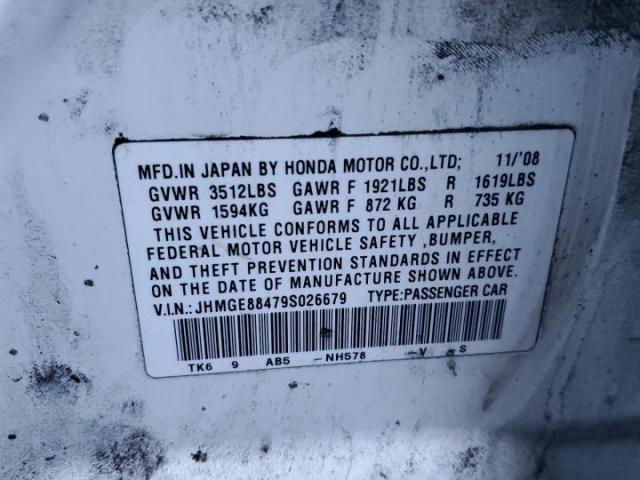 MFD.IN JAPAN BY HONDA MOTOR CO.,LTD; 11/'08
GVWR 3512LBS GAWR F 1921LBS R 1619LBS
GVWR 1594KG GAWR F 872 KG R 735 KG
THIS VEHICLE CONFORMS TO ALL APPLICABLE
FEDERAL MOTOR VEHICLE SAFETY ,BUMPER,
AND THEFT PREVENTION STANDARDS IN EFFECT
ON THE DATE OF MANUFACTURE SHOWN ABOVE.
V.I.N.:JHMGE88479S026679 TYPE:PASSENGER CAR
TK6 9 AB5 -NH578 -V S